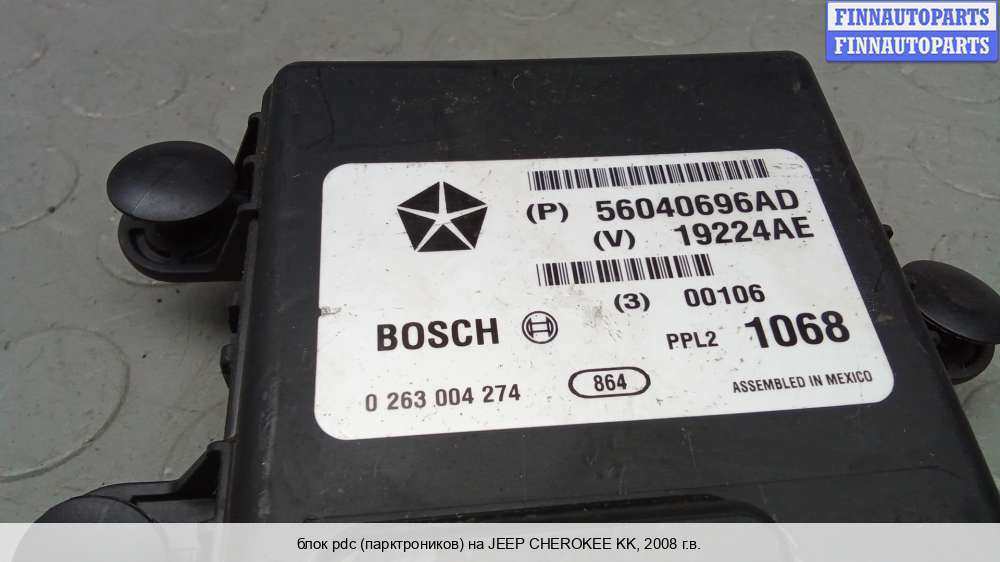 FINNAUTOPARTS
FINNAUTOPARTS
(P) 56040696AD
(V) 19224AE
(3) 00106
BOSCH PPL2 1068
0 263 004 274 864 ASSEMBLED IN MEXICO
блок pdc (парктроников) на JEEP CHEROKEE KK, 2008 г.в.